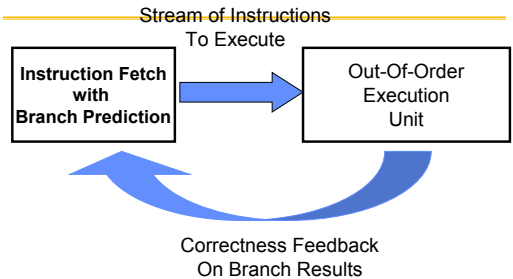 Stream of Instructions
To Execute
Instruction Fetch
with
Branch Prediction
Out-Of-Order
Execution
Unit
Correctness Feedback
On Branch Results